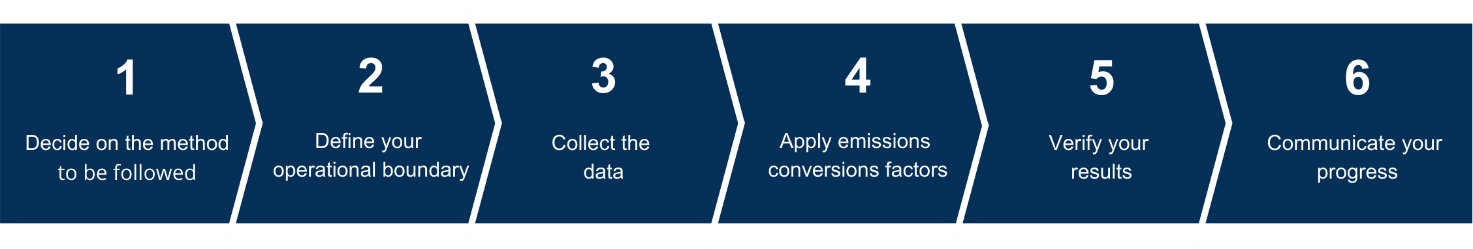 1
Decide on the method
to be followed
2
Define your
operational boundary
3
Collect the
data
4
Apply emissions
conversions factors
5
Verify your
results
6
Communicate your
progress